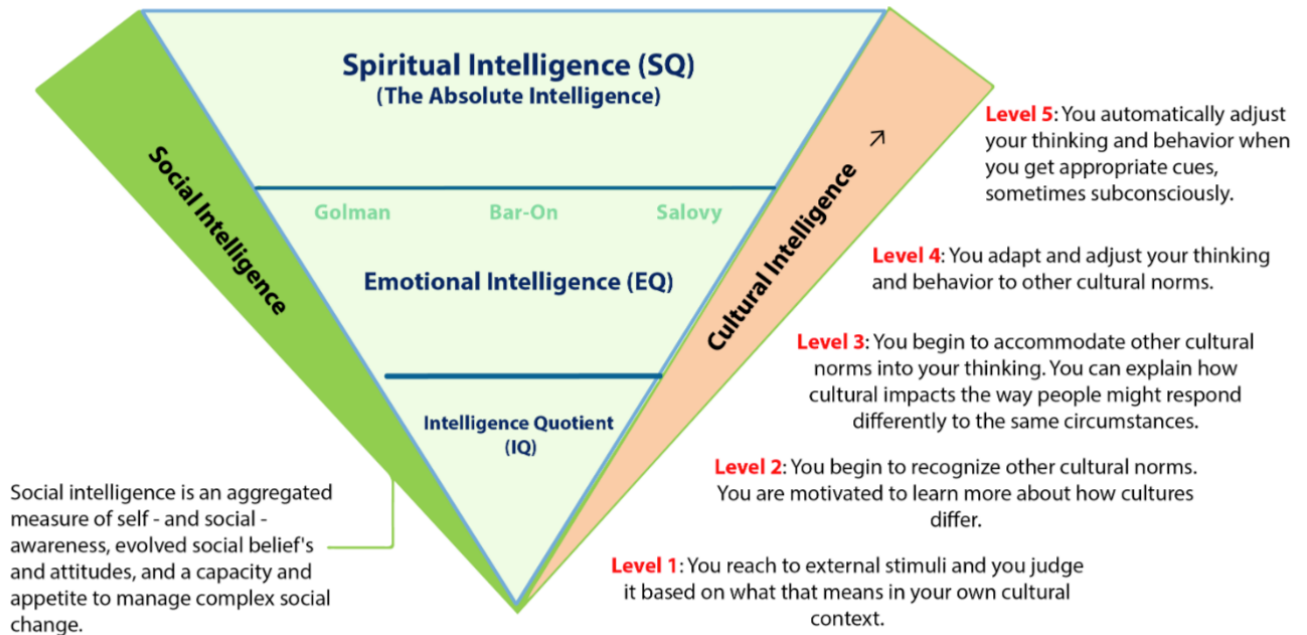 Spiritual Intelligence (SQ)
(The Absolute Intelligence)
Social Intelligence
Golman Bar-On Salovy
Emotional Intelligence (EQ)
Intelligence Quotient
(IQ)
Cultural Intelligence →
Level 5: You automatically adjust
your thinking and behavior when
you get appropriate cues,
sometimes subconsciously.
Level 4: You adapt and adjust your thinking
and behavior to other cultural norms.
Level 3: You begin to accommodate other cultural
norms into your thinking. You can explain how
cultural impacts the way people might respond
differently to the same circumstances.
Level 2: You begin to recognize other cultural norms.
You are motivated to learn more about how cultures
differ.
Level 1: You reach to external stimuli and you judge
it based on what that means in your own cultural
context.
Social intelligence is an aggregated
measure of self - and social -
awareness, evolved social belief's
and attitudes, and a capacity and
appetite to manage complex social
change.